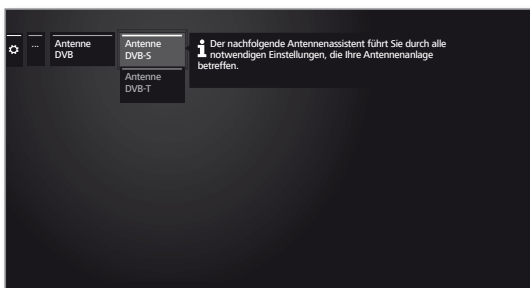 ...
Antenne
DVB
Antenne
DVB-S
Antenne
DVB-T
Der nachfolgende Antennenassistent führt Sie durch alle
notwendigen Einstellungen, die Ihre Antennenanlage
betreffen.